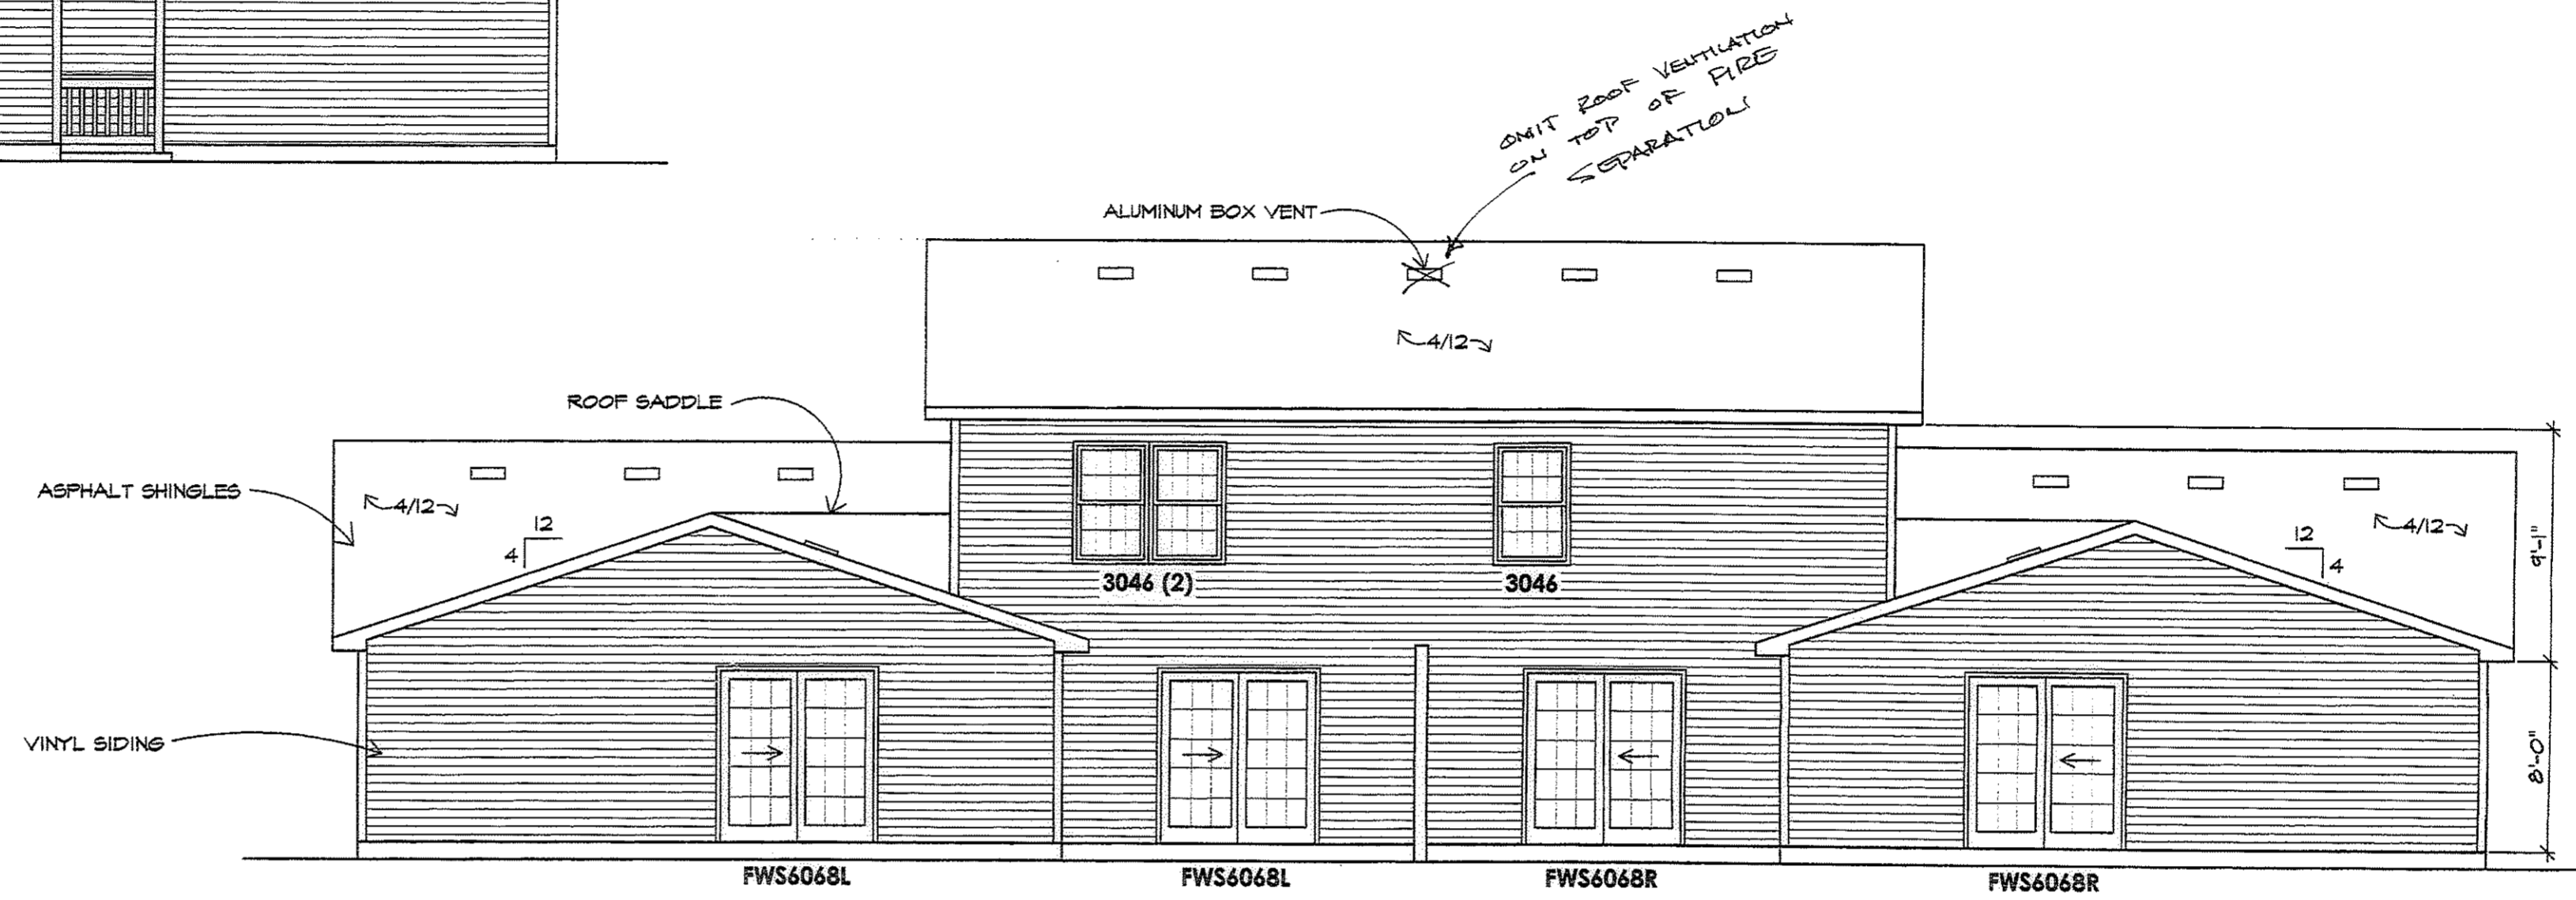 OMIT ROOF VENTILATION
ON TOP OF FIRE
SEPARATION
ALUMINUM BOX VENT
4/12
ROOF SADDLE
ASPHALT SHINGLES
4/12
12
4
3046 (2)
3046
12
4
4/12
9'-1"
VINYL SIDING
8'-0"
FWS6068L
FWS6068L
FWS6068R
FWS6068R